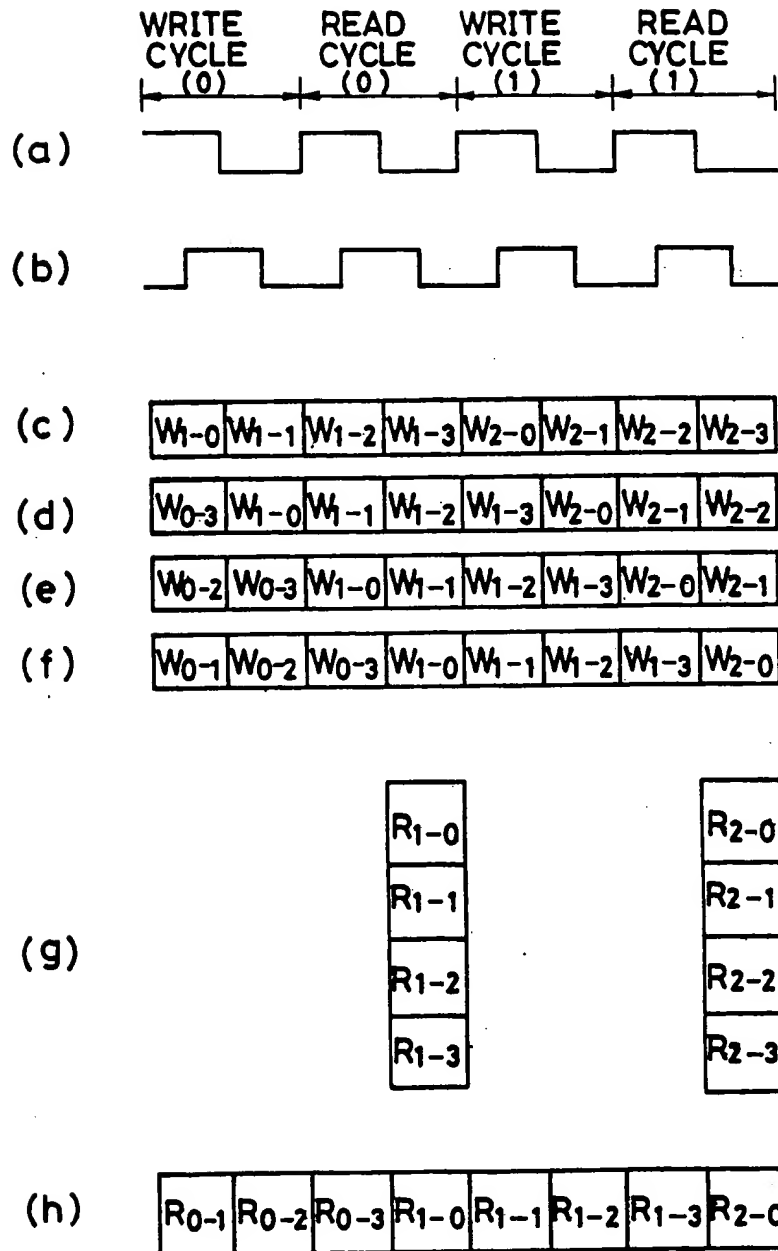 WRITE READ WRITE READ
CYCLE CYCLE CYCLE CYCLE
(0) (0) (1) (1)
(a)
(b)
(c) W1-0 W1-1 W1-2 W1-3 W2-0 W2-1 W2-2 W2-3
(d) W0-3 W1-0 W1-1 W1-2 W1-3 W2-0 W2-1 W2-2
(e) W0-2 W0-3 W1-0 W1-1 W1-2 W1-3 W2-0 W2-1
(f) W0-1 W0-2 W0-3 W1-0 W1-1 W1-2 W1-3 W2-0
R1-0 R2-0
R1-1 R2-1
(g)
R1-2 R2-2
R1-3 R2-3
(h) R0-1 R0-2 R0-3 R1-0 R1-1 R1-2 R1-3 R2-0